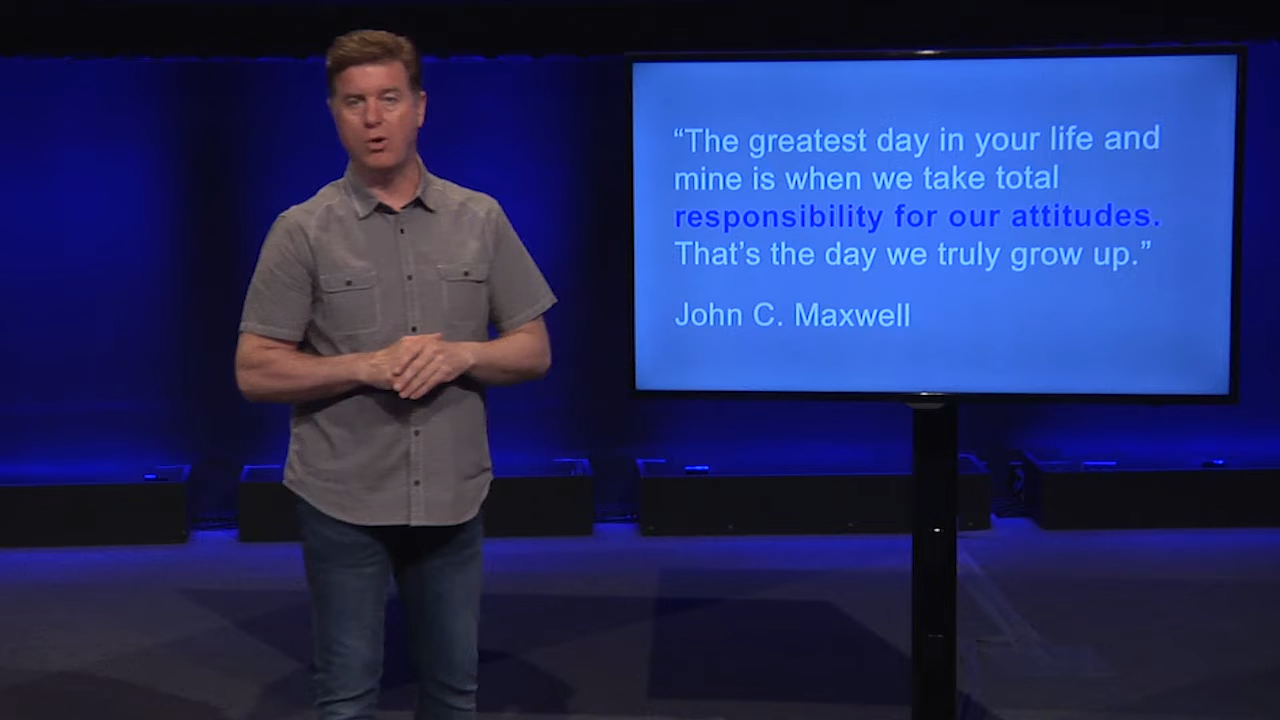 “The greatest day in your life and
mine is when we take total
responsibility for our attitudes.
That’s the day we truly grow up.”
John C. Maxwell